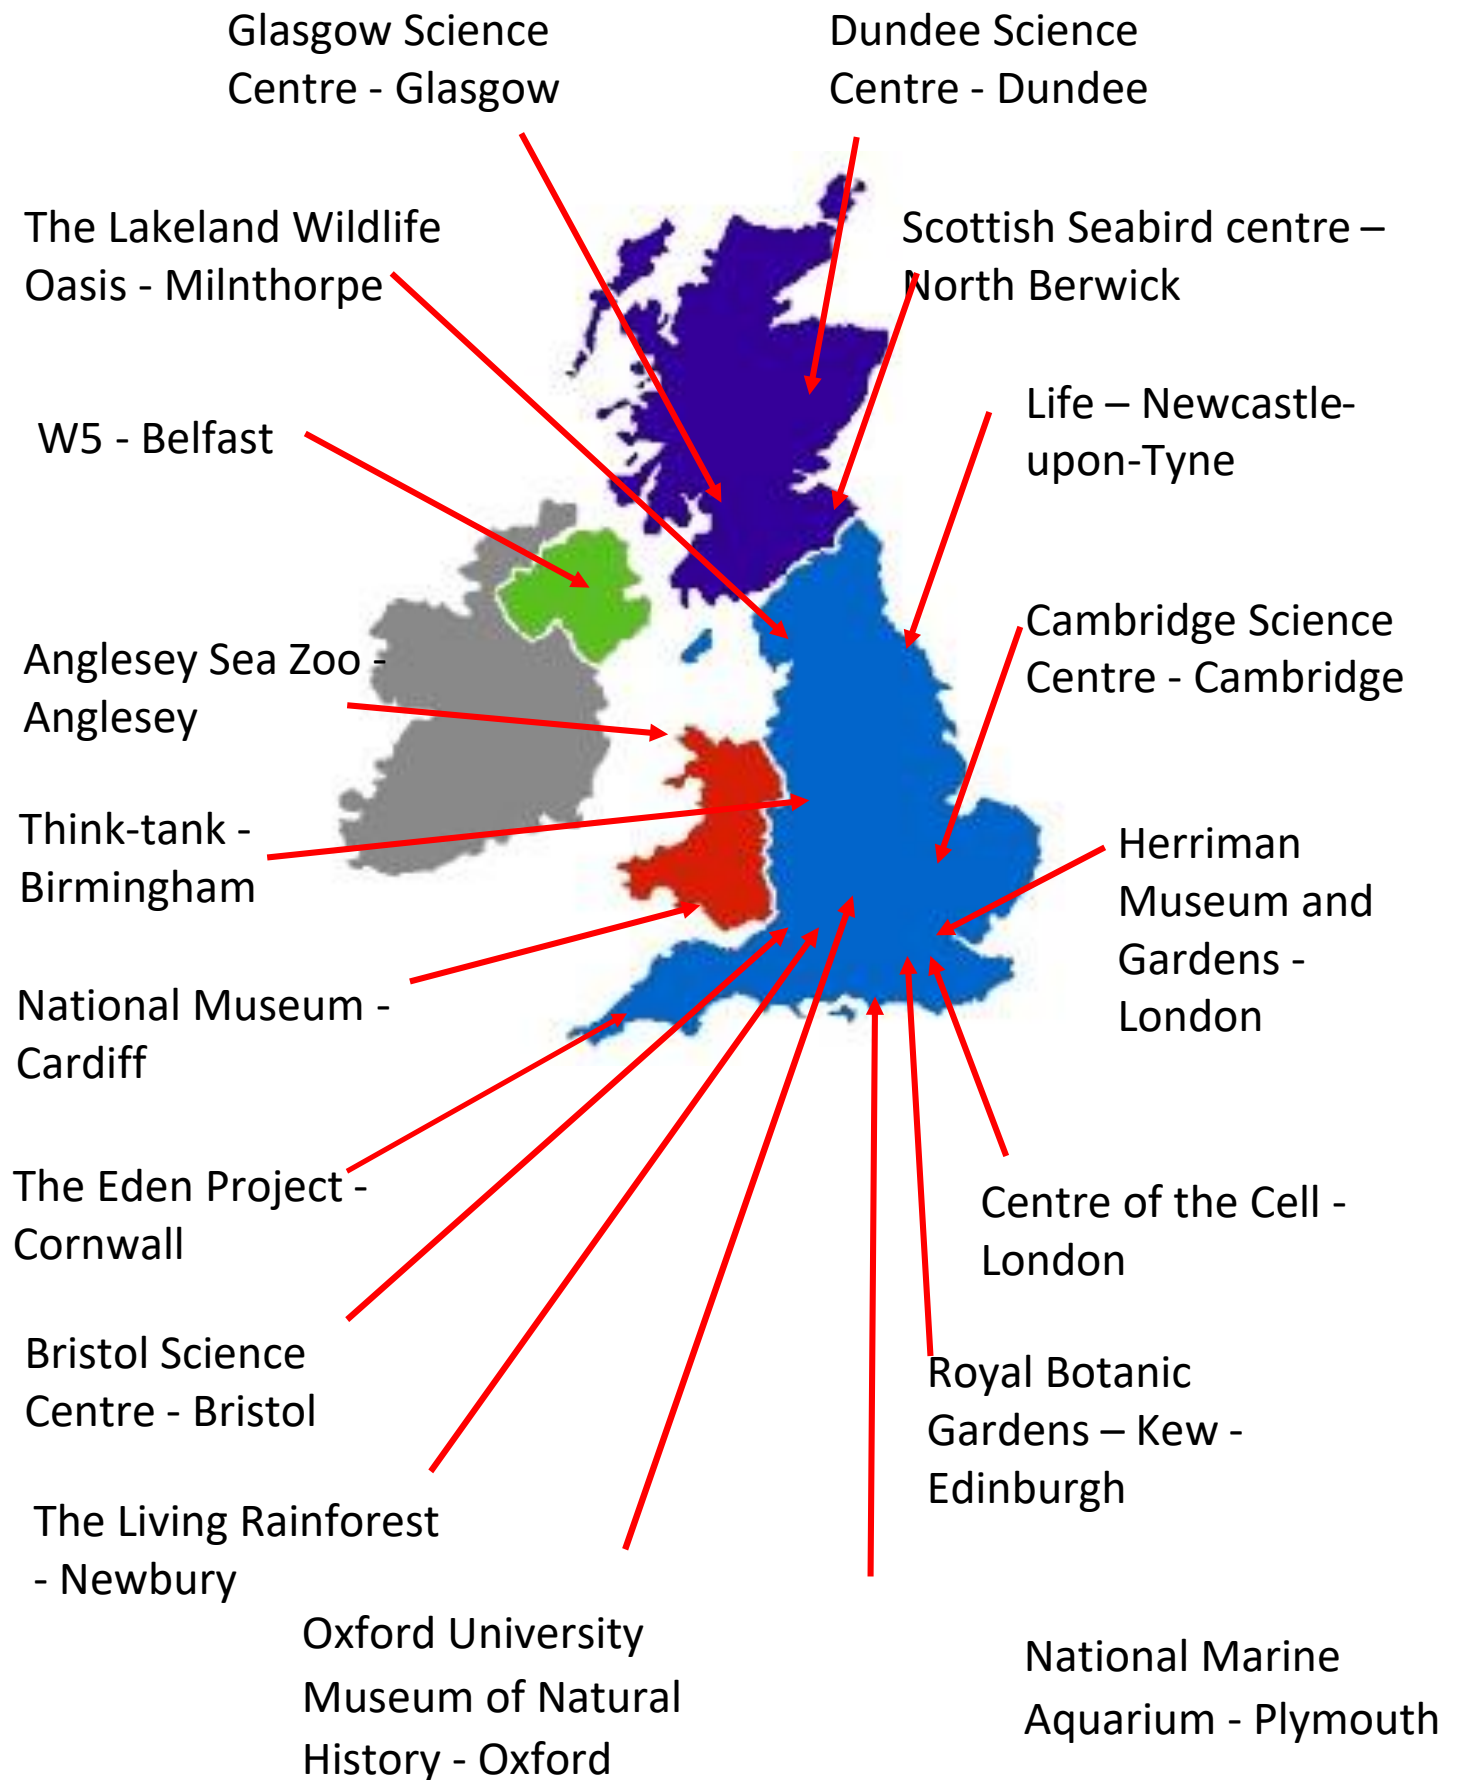 Glasgow Science
Centre - Glasgow
Dundee Science
Centre - Dundee
The Lakeland Wildlife
Oasis - Milnthorpe
Scottish Seabird centre –
North Berwick
W5 - Belfast
Life – Newcastle-
upon-Tyne
Anglesey Sea Zoo -
Anglesey
Cambridge Science
Centre - Cambridge
Think-tank -
Birmingham
Herriman
Museum and
Gardens -
London
National Museum -
Cardiff
The Eden Project -
Cornwall
Centre of the Cell -
London
Bristol Science
Centre - Bristol
Royal Botanic
Gardens – Kew -
Edinburgh
The Living Rainforest
- Newbury
Oxford University
Museum of Natural
History - Oxford
National Marine
Aquarium - Plymouth